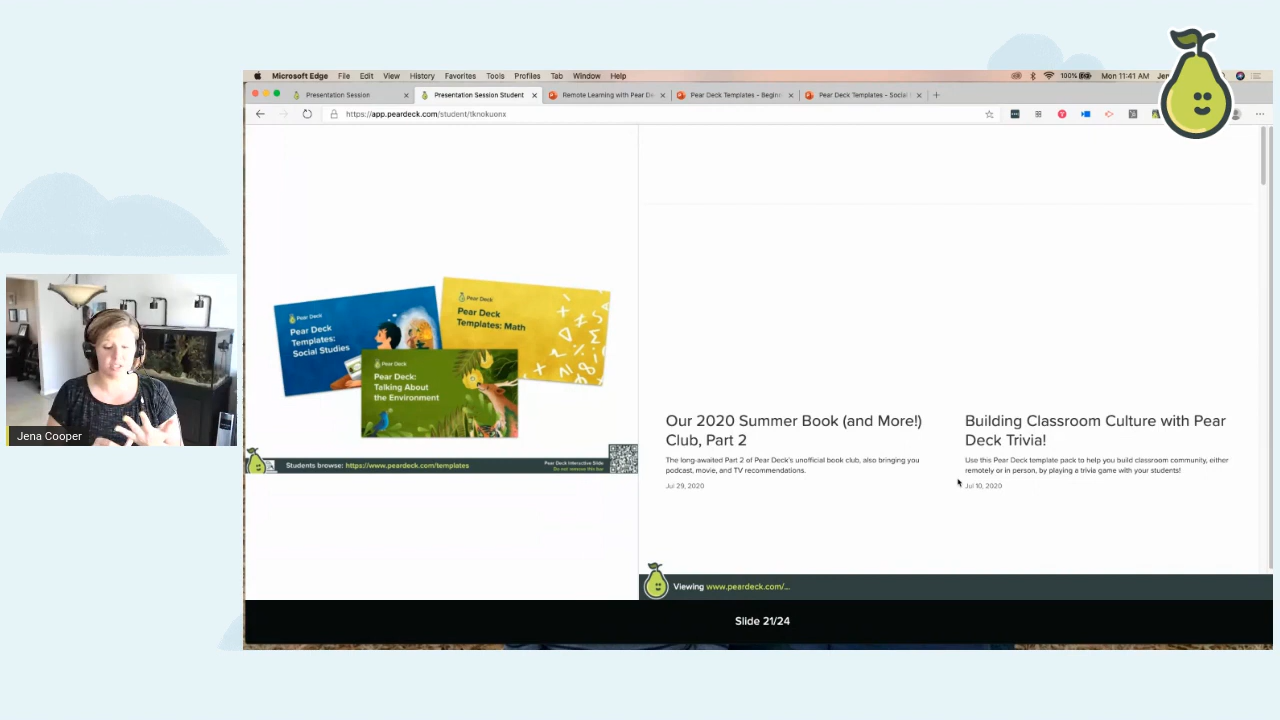 Microsoft Edge File Edit View History Favorites Tools Profiles Tab Window Help
100%
Mon 11:41 AM
Presentation Session
Presentation Session Student
Remote Learning with Pear De
Pear Deck Templates - Beginn
Pear Deck Templates - Social
https://app.peardeck.com/student/tknokuonx
Pear Deck
Pear Deck
Templates:
Social Studies
Pear Deck
Pear Deck
Templates: Math
Pear Deck
Pear Deck:
Talking About
the Environment
Students browse: https://www.peardeck.com/templates
Pear Deck Interactive Slide
Do not remove this bar
Our 2020 Summer Book (and More!)
Club, Part 2
The long-awaited Part 2 of Pear Deck's unofficial book club, also bringing you
podcast, movie, and TV recommendations.
Jul 29, 2020
Building Classroom Culture with Pear
Deck Trivia!
Use this Pear Deck template pack to help you build classroom community, either
remotely or in person, by playing a trivia game with your students!
Jul 10, 2020
Viewing www.peardeck.com/...
Slide 21/24
Jena Cooper